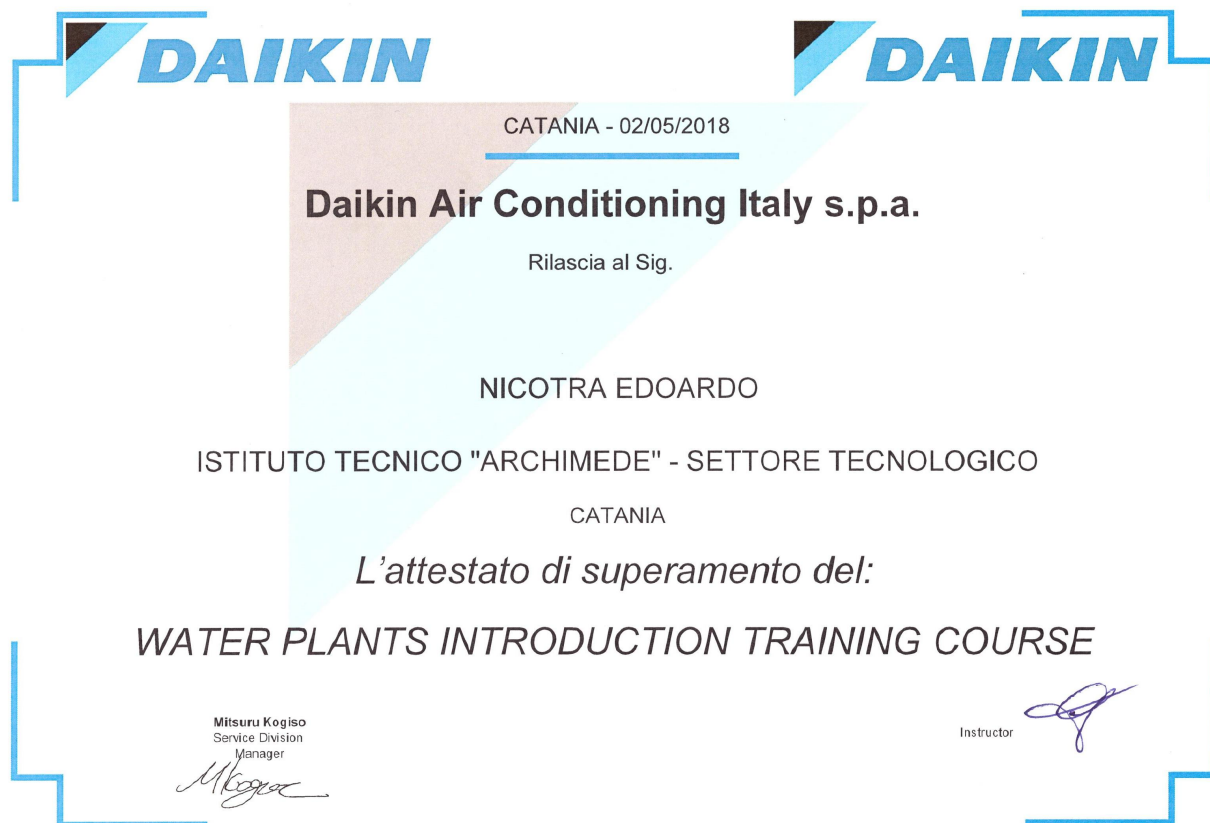 DAIKIN DAIKIN
CATANIA - 02/05/2018
Daikin Air Conditioning Italy s.p.a.
Rilascia al Sig.
NICOTRA EDOARDO
ISTITUTO TECNICO "ARCHIMEDE" - SETTORE TECNOLOGICO
CATANIA
L'attestato di superamento del:
WATER PLANTS INTRODUCTION TRAINING COURSE
Mitsuru Kogiso
Service Division
Manager
Instructor